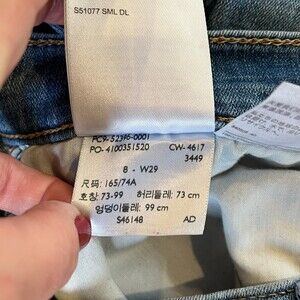 S51077 SML DL
PC9-32396-0001
PO- 4100351520
CW- 4617
3449
8 - W29
尺码: 165/74A
호칭: 73-99 허리둘레: 73 cm
엉덩이둘레: 99 cm
S46148 AD